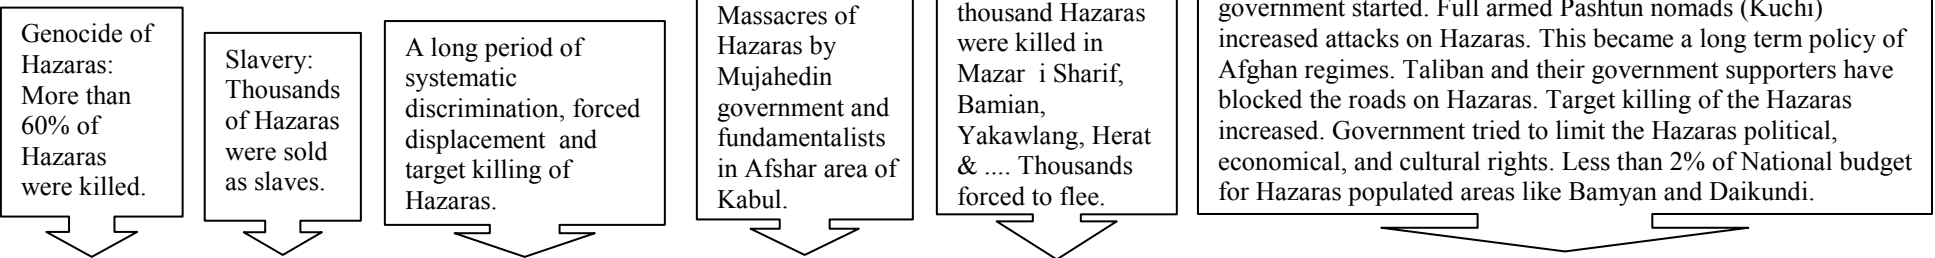 Genocide of
Hazaras:
More than
60% of
Hazaras
were killed.
Slavery:
Thousands
of Hazaras
were sold
as slaves.
A long period of
systematic
discrimination, forced
displacement and
target killing of
Hazaras.
Massacres of
Hazaras by
Mujahedin
government and
fundamentalists
in Afshar area of
Kabul.
thousand Hazaras
were killed in
Mazar i Sharif,
Bamian,
Yakawlang, Herat
& .... Thousands
forced to flee.
government started. Full armed Pashtun nomads (Kuchi)
increased attacks on Hazaras. This became a long term policy of
Afghan regimes. Taliban and their government supporters have
blocked the roads on Hazaras. Target killing of the Hazaras
increased. Government tried to limit the Hazaras political,
economical, and cultural rights. Less than 2% of National budget
for Hazaras populated areas like Bamyan and Daikundi.